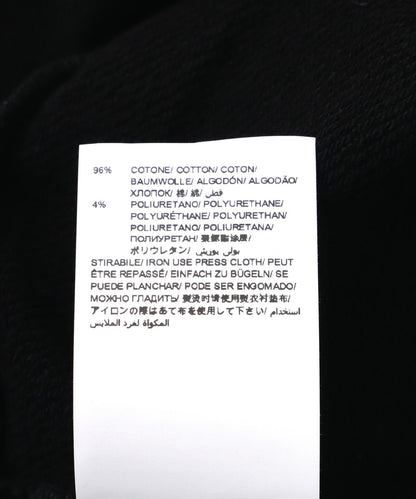 96% COTONE/ COTTON/ COTON/
BAUMWOLLE/ ALGODÓN/ ALGODÃO/
ХЛОПОК/ 棉/ 綿/ قطن
4% POLIURETANO/ POLYURETHANE/
POLYURÉTHANE/ POLYURETHAN/
POLIURETANO/ POLIURETANA/
ПОЛИУРЕТАН/ 聚氨酯涂层/
ポリウレタン/ بولي يوريثي
STIRABILE/ IRON USE PRESS CLOTH/ PEUT
ÊTRE REPASSÉ/ EINFACH ZU BÜGELN/ SE
PUEDE PLANCHAR/ PODE SER ENGOMADO/
МОЖНО ГЛАДИТЬ/ 熨烫时请使用熨衣衬垫布/
アイロンの際はあて布を使用して下さい/ استخدام
المكواة لفرد الملابس